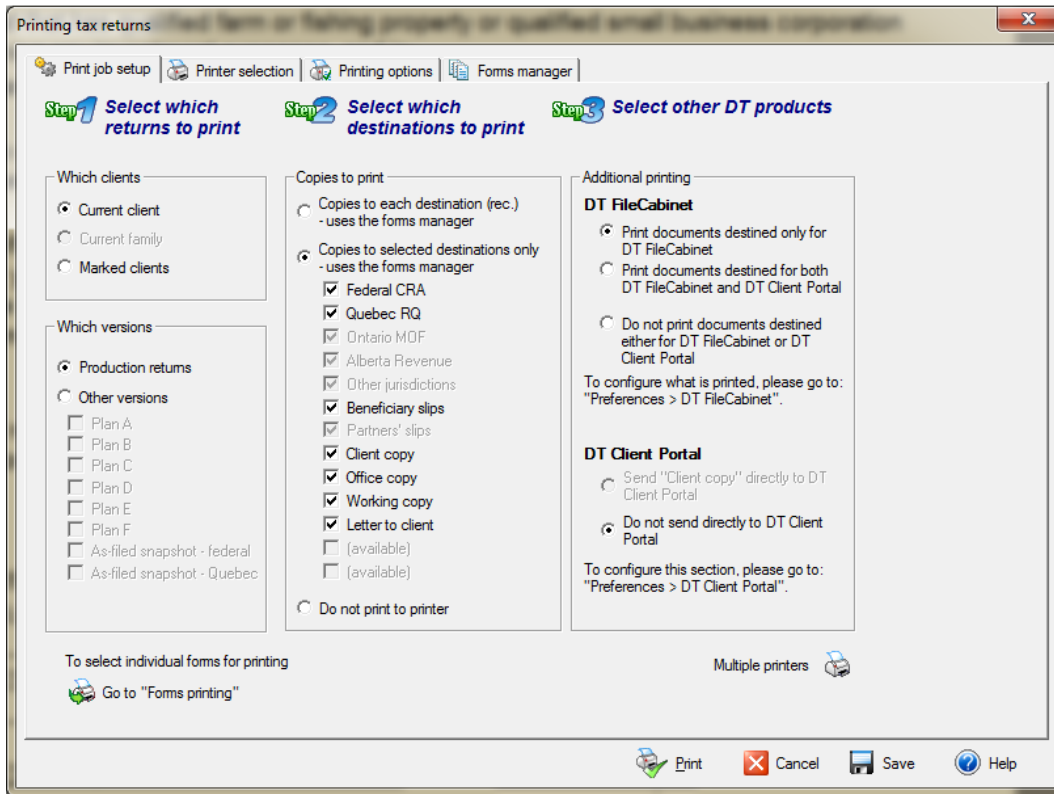 qualified farm or fishing property or qualified small business corporation
Printing tax returns
Print job setup
Printer selection
Printing options
Forms manager
Step 1 Select which
returns to print
Step 2 Select which
destinations to print
Step 3 Select other DT products
Which clients
Current client
Current family
Marked clients
Which versions
Production returns
Other versions
Plan A
Plan B
Plan C
Plan D
Plan E
Plan F
As-filed snapshot - federal
As-filed snapshot - Quebec
Copies to print
Copies to each destination (rec.)
- uses the forms manager
Copies to selected destinations only
- uses the forms manager
Federal CRA
Quebec RQ
Ontario MOF
Alberta Revenue
Other jurisdictions
Beneficiary slips
Partners' slips
Client copy
Office copy
Working copy
Letter to client
(available)
(available)
Do not print to printer
Additional printing
DT FileCabinet
Print documents destined only for
DT FileCabinet
Print documents destined for both
DT FileCabinet and DT Client Portal
Do not print documents destined
either for DT FileCabinet or DT
Client Portal
To configure what is printed, please go to:
"Preferences > DT FileCabinet".
DT Client Portal
Send "Client copy" directly to DT
Client Portal
Do not send directly to DT Client
Portal
To configure this section, please go to:
"Preferences > DT Client Portal".
To select individual forms for printing
Go to "Forms printing"
Multiple printers
Print
Cancel
Save
Help